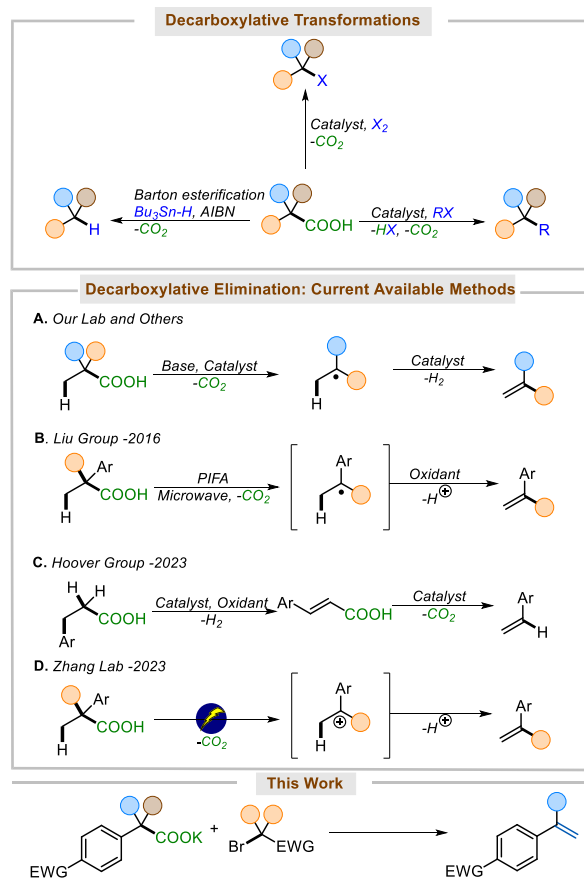 Decarboxylative Transformations
X
Catalyst, X2
-CO2
Barton esterification
Bu3Sn-H, AIBN
-CO2
H
COOH
Catalyst, RX
-HX, -CO2
R
Decarboxylative Elimination: Current Available Methods
A. Our Lab and Others
COOH
H
Base, Catalyst
-CO2
H
Catalyst
-H2
B. Liu Group -2016
Ar
COOH
H
PIFA
Microwave, -CO2
Ar
H
Oxidant
-H⊕
Ar
C. Hoover Group -2023
H
H
COOH
Ar
Catalyst, Oxidant
-H2
Ar
COOH
Catalyst
-CO2
Ar
H
D. Zhang Lab -2023
Ar
COOH
H
-CO2
Ar
⊕
H
-H⊕
Ar
This Work
COOK
EWG
+
Br
EWG
EWG